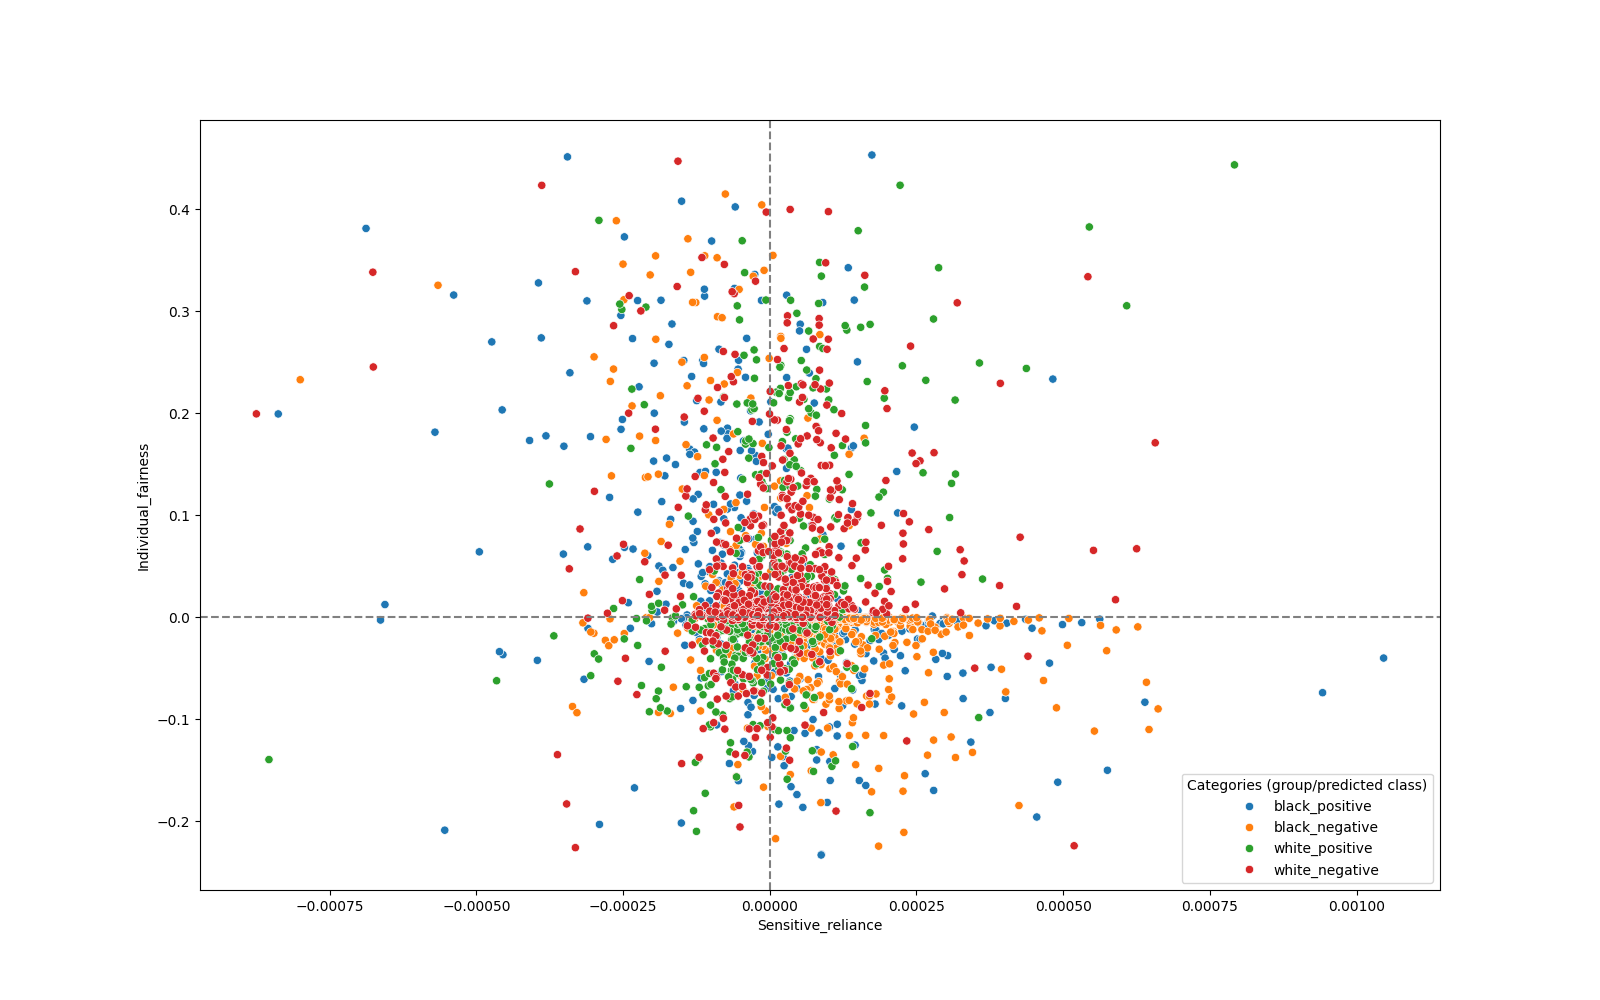 0.4
0.3
0.2
0.1
0.0
−0.1
−0.2
Individual_fairness
−0.00075
−0.00050
−0.00025
0.00000
0.00025
0.00050
0.00075
0.00100
Sensitive_reliance
Categories (group/predicted class)
black_positive
black_negative
white_positive
white_negative